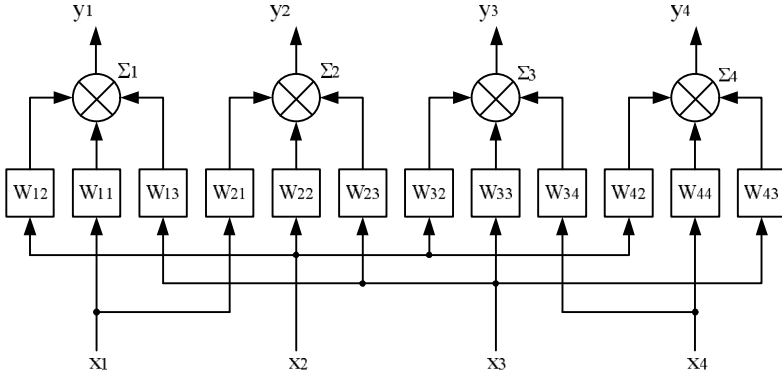 y1 y2 y3 y4
Σ1 Σ2 Σ3 Σ4
W12 W11 W13 W21 W22 W23 W32 W33 W34 W42 W44 W43
x1 x2 x3 x4